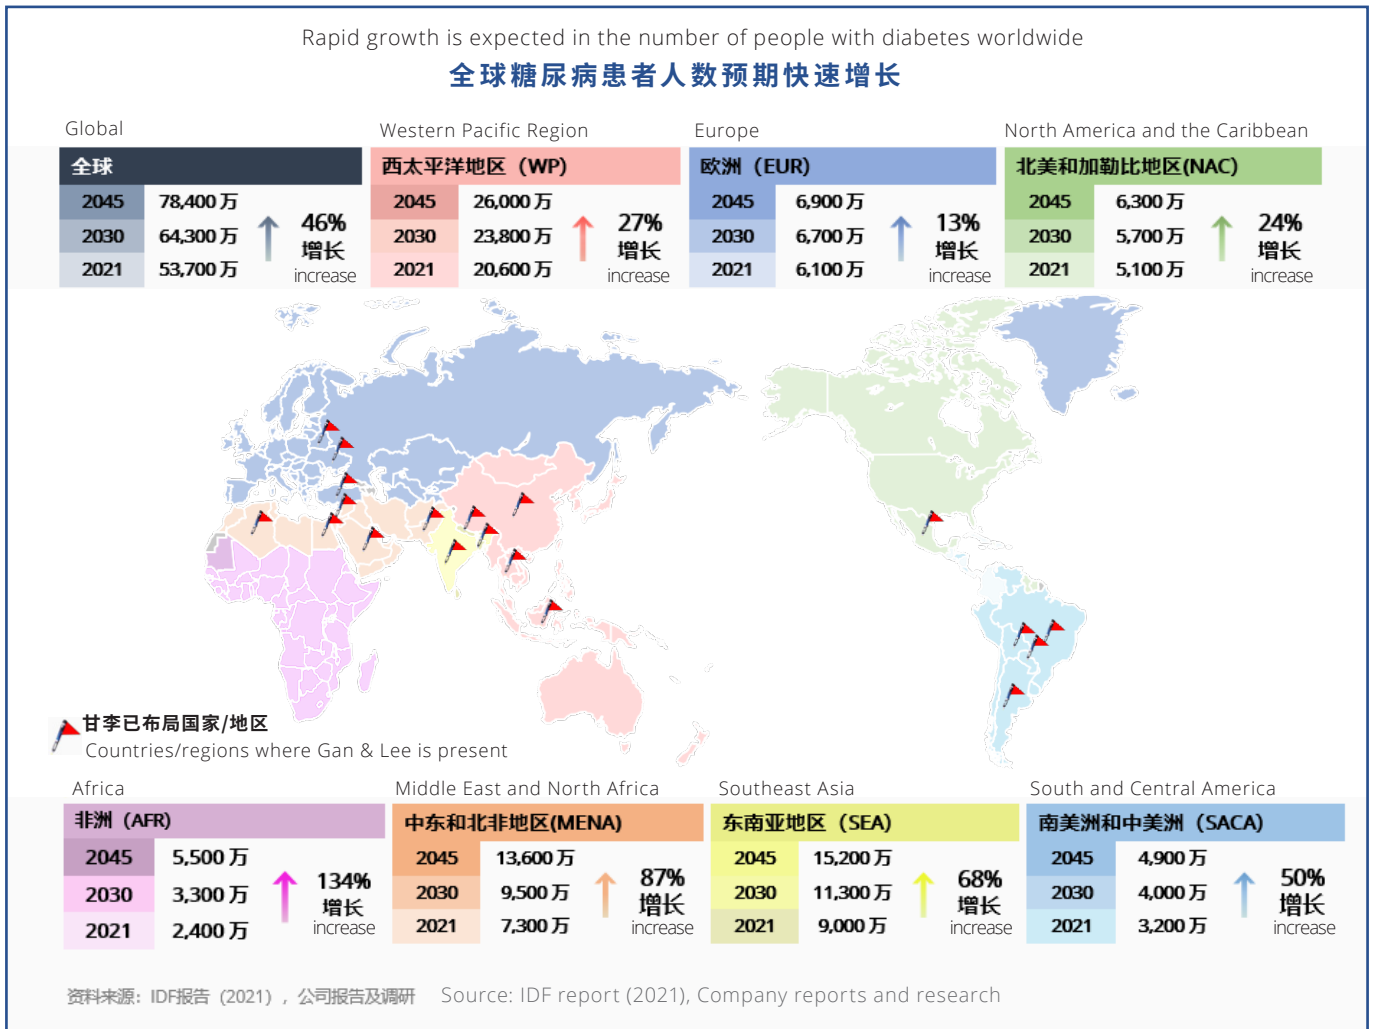 Rapid growth is expected in the number of people with diabetes worldwide
全球糖尿病患者人数预期快速增长
Global
全球
2045 78,400 万
2030 64,300 万
2021 53,700 万
46%
增长
increase
Western Pacific Region
西太平洋地区（WP)
2045 26,000 万
2030 23,800 万
2021 20,600 万
27%
增长
increase
Europe
欧洲（EUR)
2045 6,900 万
2030 6,700 万
2021 6,100 万
13%
增长
increase
North America and the Caribbean
北美和加勒比地区(NAC)
2045 6,300 万
2030 5,700 万
2021 5,100 万
24%
增长
increase
甘李已布局国家/地区
Countries/regions where Gan & Lee is present
Africa
非洲（AFR)
2045 5,500 万
2030 3,300 万
2021 2,400 万
134%
增长
increase
Middle East and North Africa
中东和北非地区(MENA)
2045 13,600 万
2030 9,500 万
2021 7,300 万
87%
增长
increase
Southeast Asia
东南亚地区（SEA)
2045 15,200 万
2030 11,300 万
2021 9,000 万
68%
增长
increase
South and Central America
南美洲和中美洲（SACA)
2045 4,900 万
2030 4,000 万
2021 3,200 万
50%
增长
increase
资料来源：IDF报告（2021），公司报告及调研 Source: IDF report (2021), Company reports and research